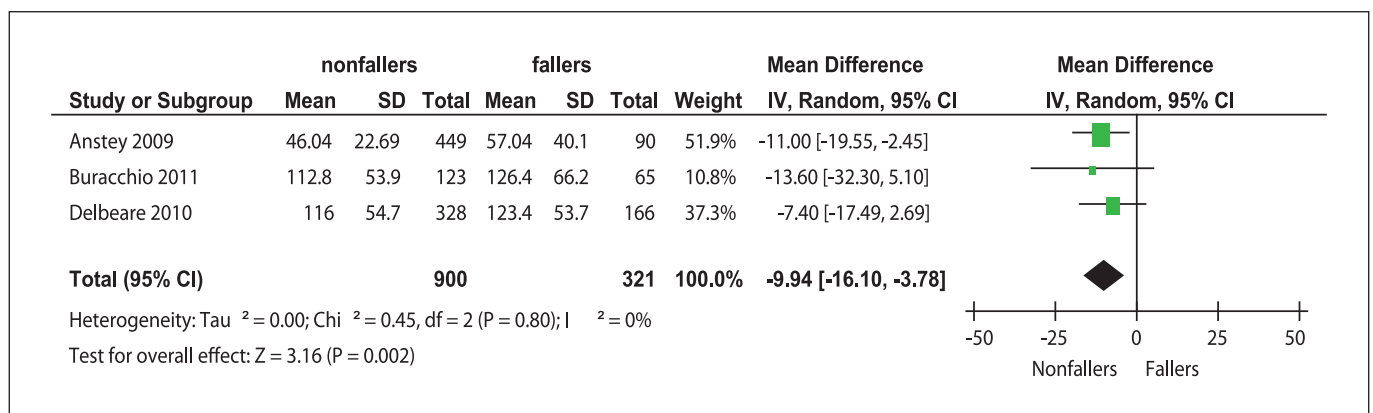 nonfallers fallers Mean Difference Mean Difference
Study or Subgroup Mean SD Total Mean SD Total Weight IV, Random, 95% CI IV, Random, 95% CI
Anstey 2009 46.04 22.69 449 57.04 40.1 90 51.9% -11.00 [-19.55, -2.45]
Buracchio 2011 112.8 53.9 123 126.4 66.2 65 10.8% -13.60 [-32.30, 5.10]
Delbeare 2010 116 54.7 328 123.4 53.7 166 37.3% -7.40 [-17.49, 2.69]
Total (95% CI) 900 321 100.0% -9.94 [-16.10, -3.78]
Heterogeneity: Tau ² = 0.00; Chi ² = 0.45, df = 2 (P = 0.80); I ² = 0%
Test for overall effect: Z = 3.16 (P = 0.002)
-50 -25 0 25 50
Nonfallers Fallers